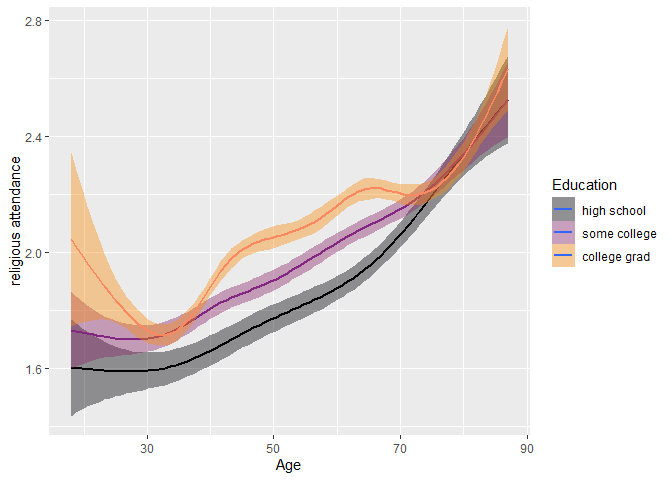 2.8
2.4
2.0
1.6
religious attendance
30
50
70
90
Age
Education
high school
some college
college grad